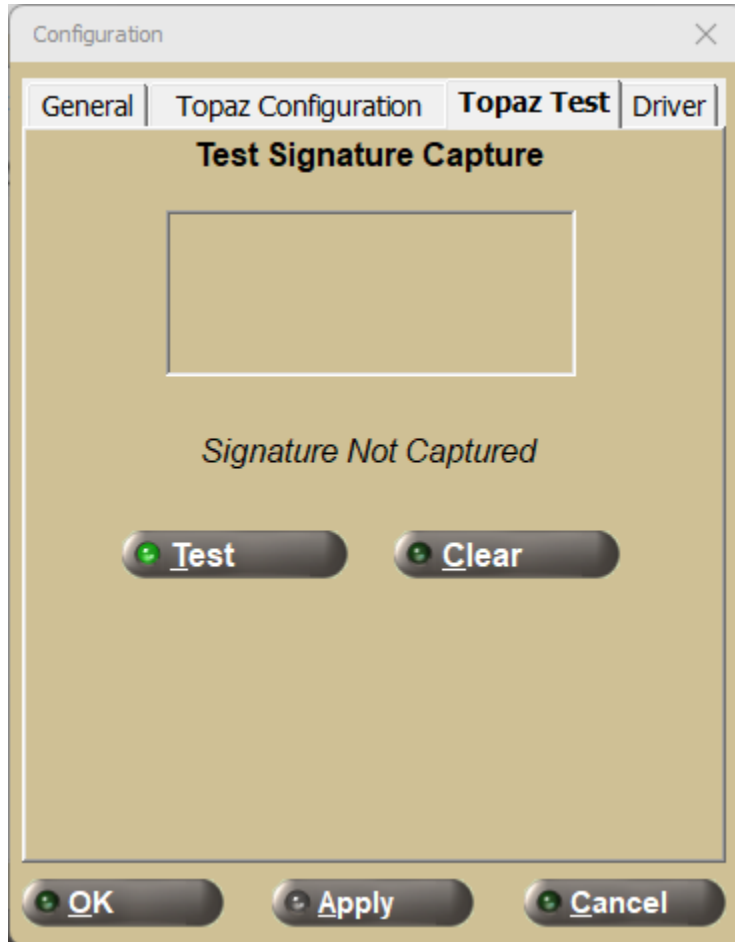 Configuration
General Topaz Configuration Topaz Test Driver
Test Signature Capture
Signature Not Captured
Test Clear
OK Apply Cancel